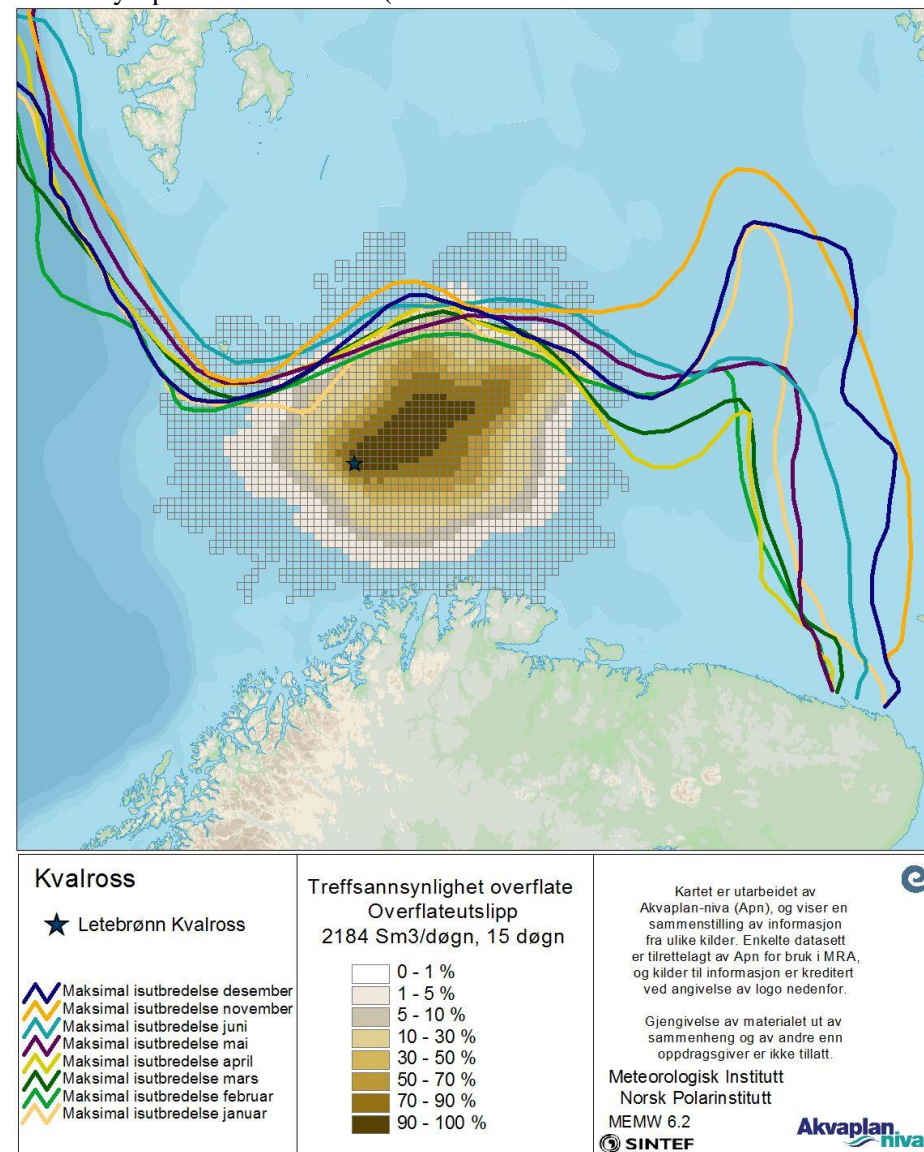 Kvalross
Letebrønn Kvalross
Maksimal isutbredelse desember
Maksimal isutbredelse november
Maksimal isutbredelse juni
Maksimal isutbredelse mai
Maksimal isutbredelse april
Maksimal isutbredelse mars
Maksimal isutbredelse februar
Maksimal isutbredelse januar
Treffsannsynlighet overflate
Overflateutslipp
2184 Sm3/døgn, 15 døgn
0 - 1 %
1 - 5 %
5 - 10 %
10 - 30 %
30 - 50 %
50 - 70 %
70 - 90 %
90 - 100 %
Kartet er utarbeidet av
Akvaplan-niva (Apn), og viser en
sammenstilling av informasjon
fra ulike kilder. Enkelte datasett
er tilrettelagt av Apn for bruk i MRA,
og kilder til informasjon er kreditert
ved angivelse av logo nedenfor.
Gjengivelse av materialet ut av
sammenheng og av andre enn
oppdragsgiver er ikke tillatt.
Meteorologisk Institutt
Norsk Polarinstitutt
MEMW 6.2
SINTEF
Akvaplan
niva